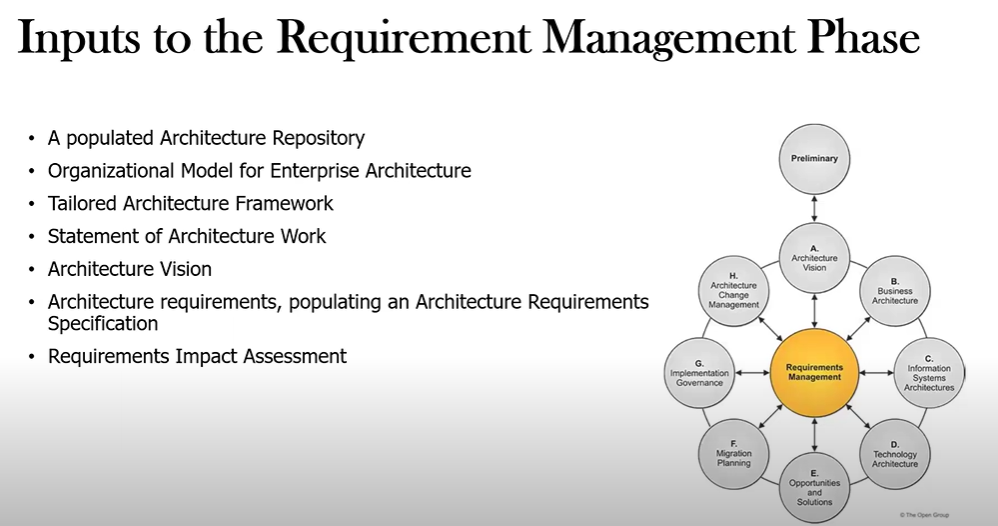 Inputs to the Requirement Management Phase
• A populated Architecture Repository
• Organizational Model for Enterprise Architecture
• Tailored Architecture Framework
• Statement of Architecture Work
• Architecture Vision
• Architecture requirements, populating an Architecture Requirements
Specification
• Requirements Impact Assessment
Preliminary
A.
Architecture
Vision
H.
Architecture
Change
Management
B.
Business
Architecture
G.
Implementation
Governance
Requirements
Management
C.
Information
Systems
Architectures
F.
Migration
Planning
D.
Technology
Architecture
E.
Opportunities
and
Solutions
© The Open Group